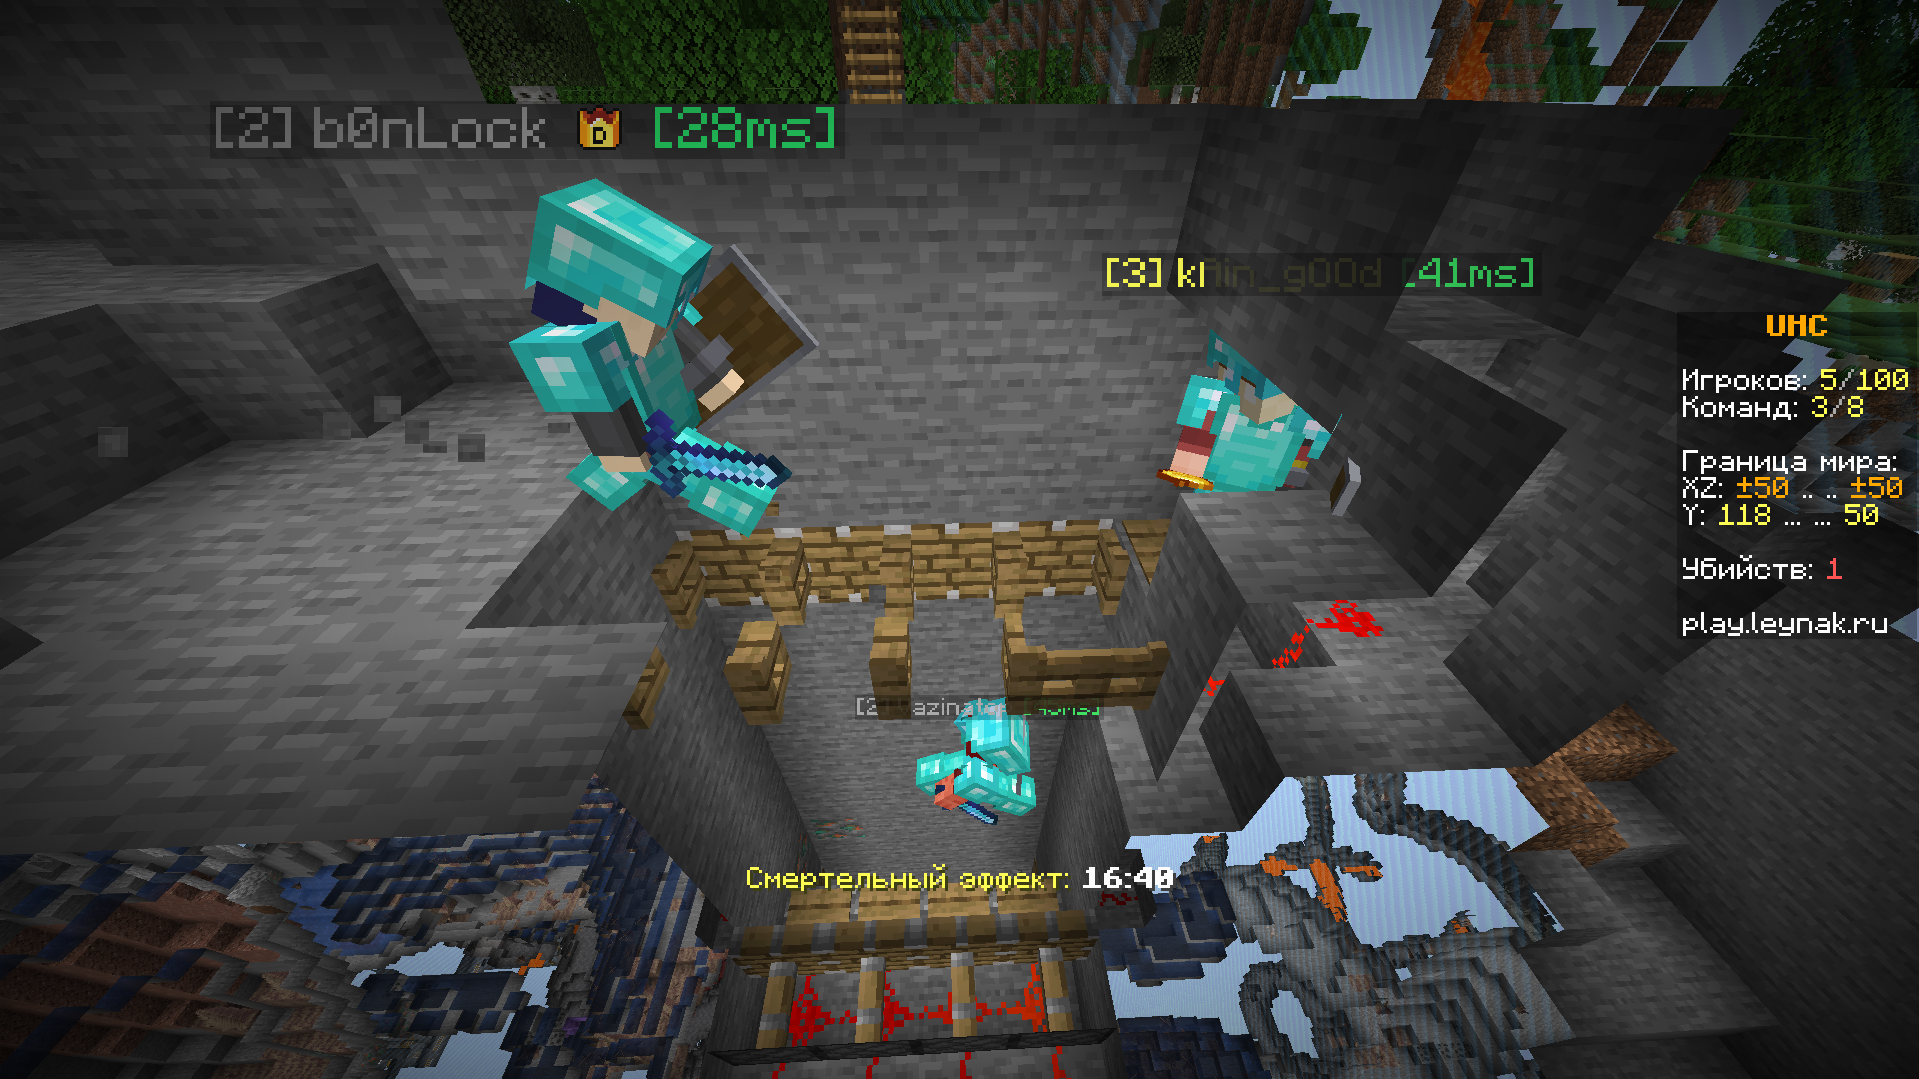 [2] b0nLock D [28ms]
[3] [41ms]
UHC
Игроков: 5/100
Команд: 3/8
Граница мира:
XZ: ±50 .. .. ±50
Y: 118 ... ... 50
Убийств: 1
play.leynak.ru
Смертельный эффект: 16:40